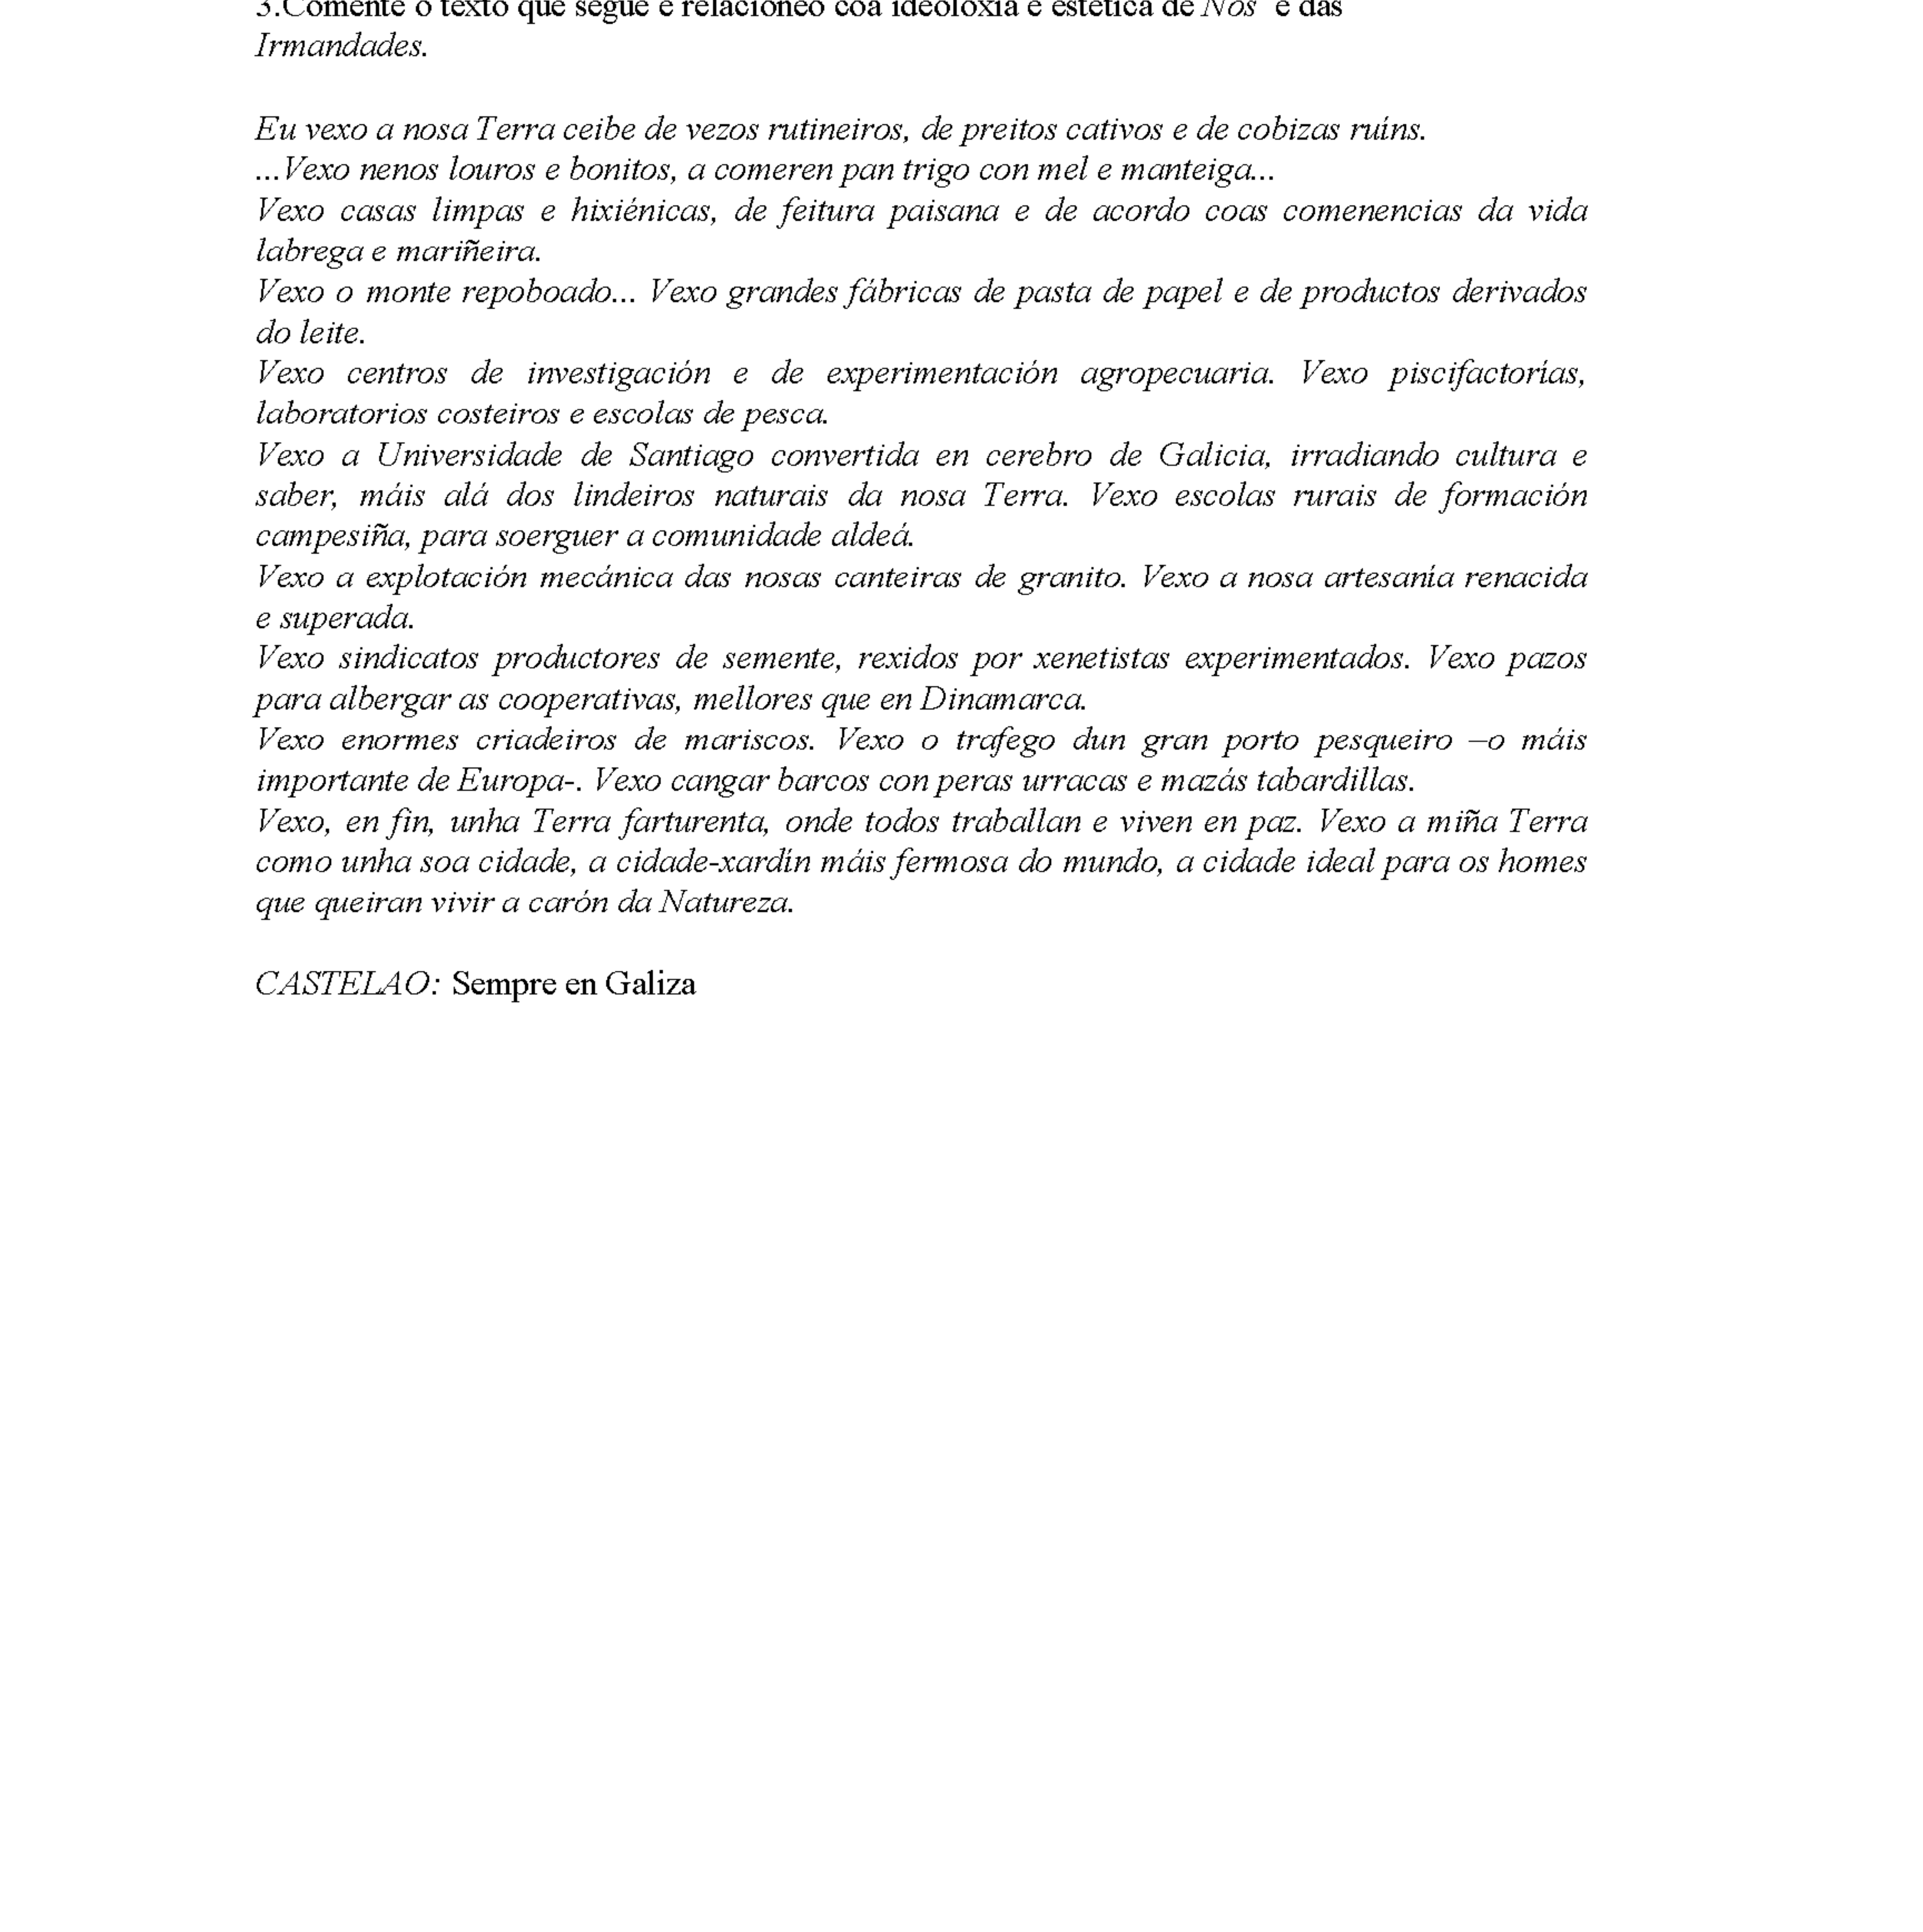 3.Comente o texto que segue e relacióneo coa ideoloxía e estética de Nós e das
Irmandades.
Eu vexo a nosa Terra ceibe de vezos rutineiros, de preitos cativos e de cobizas ruíns.
...Vexo nenos louros e bonitos, a comeren pan trigo con mel e manteiga...
Vexo casas limpas e hixiénicas, de feitura paisana e de acordo coas comenencias da vida
labrega e mariñeira.
Vexo o monte repoboado... Vexo grandes fábricas de pasta de papel e de productos derivados
do leite.
Vexo centros de investigación e de experimentación agropecuaria. Vexo piscifactorías,
laboratorios costeiros e escolas de pesca.
Vexo a Universidade de Santiago convertida en cerebro de Galicia, irradiando cultura e
saber, máis alá dos lindeiros naturais da nosa Terra. Vexo escolas rurais de formación
campesiña, para soerguer a comunidade aldeá.
Vexo a explotación mecánica das nosas canteiras de granito. Vexo a nosa artesanía renacida
e superada.
Vexo sindicatos productores de semente, rexidos por xenetistas experimentados. Vexo pazos
para albergar as cooperativas, mellores que en Dinamarca.
Vexo enormes criadeiros de mariscos. Vexo o trafego dun gran porto pesqueiro –o máis
importante de Europa-. Vexo cangar barcos con peras urracas e mazás tabardillas.
Vexo, en fin, unha Terra farturenta, onde todos traballan e viven en paz. Vexo a miña Terra
como unha soa cidade, a cidade-xardín máis fermosa do mundo, a cidade ideal para os homes
que queiran vivir a carón da Natureza.
CASTELAO: Sempre en Galiza